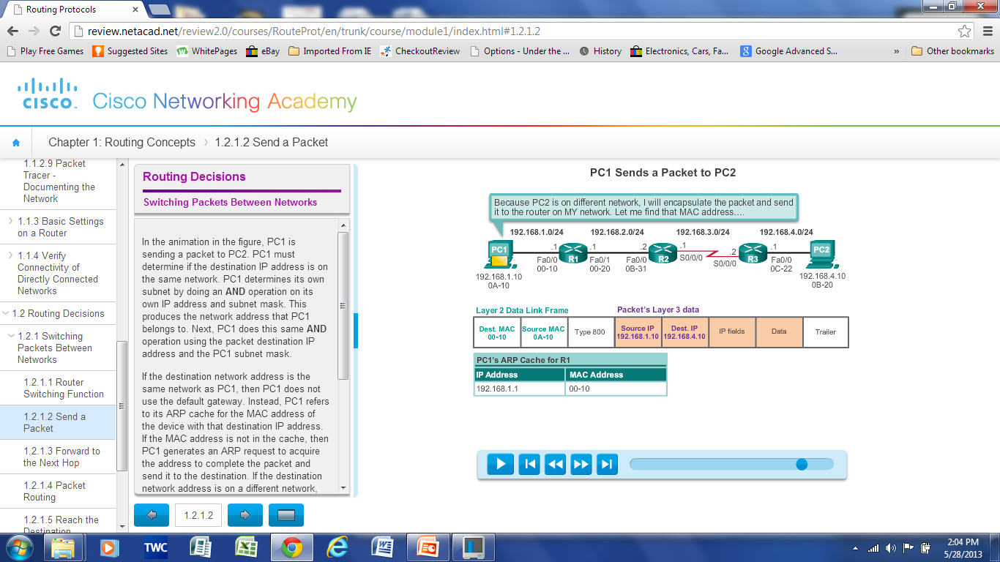 Routing Protocols
review.netacad.net/review2.0/courses/RouteProt/en/trunk/course/module1/index.html#1.2.1.2
Play Free Games
Suggested Sites
WhitePages
eBay
Imported From IE
CheckoutReview
Options - Under the ...
History
Electronics, Cars, Fa...
Google Advanced S...
»
Other bookmarks
CISCO.
Cisco Networking Academy
Chapter 1: Routing Concepts
1.2.1.2 Send a Packet
1.1.2.9 Packet
Tracer -
Documenting the
Network
1.1.3 Basic Settings
on a Router
1.1.4 Verify
Connectivity of
Directly Connected
Networks
1.2 Routing Decisions
1.2.1 Switching
Packets Between
Networks
1.2.1.1 Router
Switching Function
1.2.1.2 Send a
Packet
1.2.1.3 Forward to
the Next Hop
1.2.1.4 Packet
Routing
1.2.1.5 Reach the
Destination
Routing Decisions
Switching Packets Between Networks
In the animation in the figure, PC1 is
sending a packet to PC2. PC1 must
determine if the destination IP address is on
the same network. PC1 determines its own
subnet by doing an AND operation on its
own IP address and subnet mask. This
produces the network address that PC1
belongs to. Next, PC1 does this same AND
operation using the packet destination IP
address and the PC1 subnet mask.
If the destination network address is the
same network as PC1, then PC1 does not
use the default gateway. Instead, PC1 refers
to its ARP cache for the MAC address of
the device with that destination IP address.
If the MAC address is not in the cache, then
PC1 generates an ARP request to acquire
the address to complete the packet and
send it to the destination. If the destination
network address is on a different network,
1.2.1.2
PC1 Sends a Packet to PC2
Because PC2 is on different network, I will encapsulate the packet and send
it to the router on MY network. Let me find that MAC address....
192.168.1.0/24
192.168.2.0/24
192.168.3.0/24
192.168.4.0/24
PC1
.1
R1
.1
.2
R2
.1
.2
R3
.1
PC2
Fa0/0
00-10
Fa0/1
00-20
Fa0/0
0B-31
S0/0/0
S0/0/0
Fa0/0
0C-22
192.168.1.10
0A-10
192.168.4.10
0B-20
Layer 2 Data Link Frame
Packet's Layer 3 data
Dest. MAC
00-10
Source MAC
0A-10
Type 800
Source IP
192.168.1.10
Dest. IP
192.168.4.10
IP fields
Data
Trailer
PC1's ARP Cache for R1
IP Address
MAC Address
192.168.1.1
00-10
TWC
2:04 PM
5/28/2013